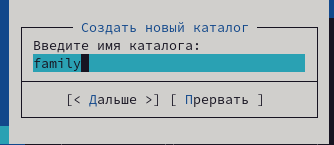 Создать новый каталог
Введите имя каталога:
family
[< Дальше >] [ Прервать ]